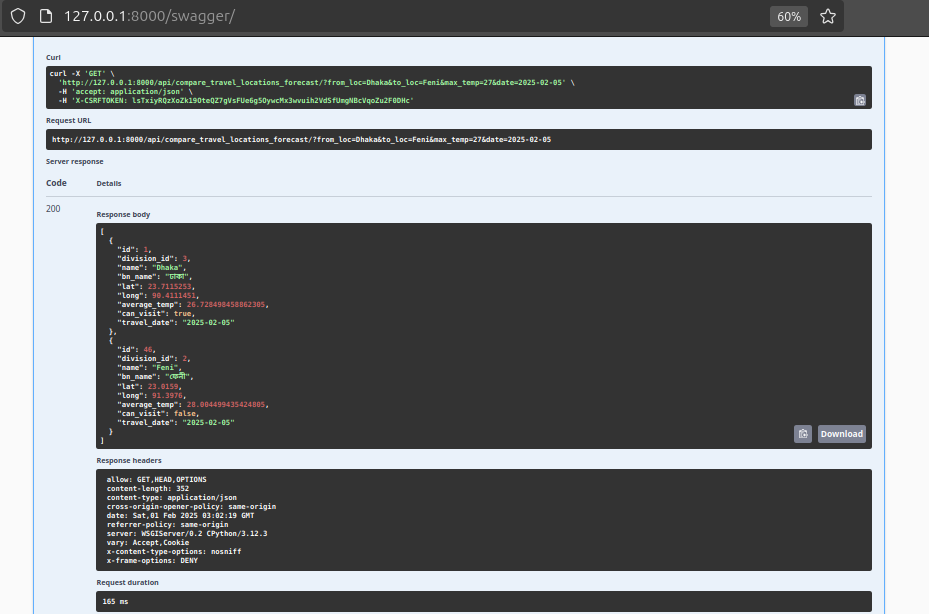 127.0.0.1:8000/swagger/
60%
Curl
curl -X 'GET' \
'http://127.0.0.1:8000/api/compare_travel_locations_forecast/?from_loc=Dhaka&to_loc=Feni&max_temp=27&date=2025-02-05' \
-H 'accept: application/json' \
-H 'X-CSRFTOKEN: lsTxiyRQzXoZk19OteQZ7gVsFUe6g5OywcMx3wvuih2Vd5fUmgNBcVqoZu2F0DHc'
Request URL
http://127.0.0.1:8000/api/compare_travel_locations_forecast/?from_loc=Dhaka&to_loc=Feni&max_temp=27&date=2025-02-05
Server response
Code Details
200
Response body
[
{
"id": 1,
"division_id": 3,
"name": "Dhaka",
"bn_name": "ঢাকা",
"lat": 23.7115253,
"long": 90.4111451,
"average_temp": 26.728498458862305,
"can_visit": true,
"travel_date": "2025-02-05"
},
{
"id": 46,
"division_id": 2,
"name": "Feni",
"bn_name": "ফেনী",
"lat": 23.0159,
"long": 91.3976,
"average_temp": 28.004499435424805,
"can_visit": false,
"travel_date": "2025-02-05"
}
]
Download
Response headers
allow: GET,HEAD,OPTIONS
content-length: 352
content-type: application/json
cross-origin-opener-policy: same-origin
date: Sat,01 Feb 2025 03:02:19 GMT
referrer-policy: same-origin
server: WSGIServer/0.2 CPython/3.12.3
vary: Accept,Cookie
x-content-type-options: nosniff
x-frame-options: DENY
Request duration
165 ms